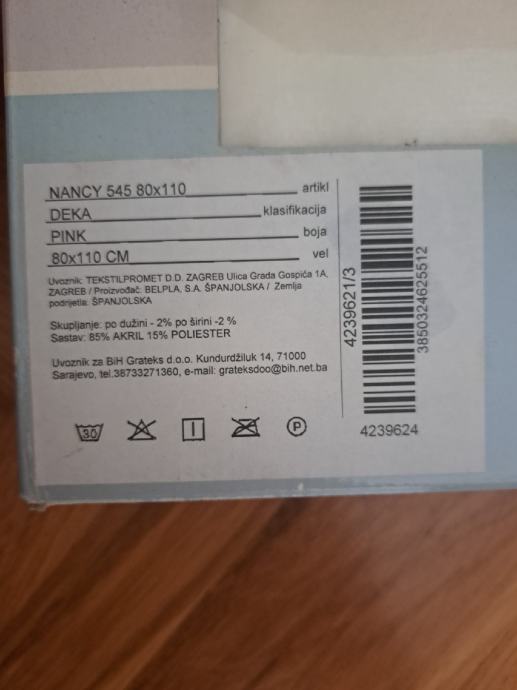 NANCY 545 80x110 artikl
DEKA klasifikacija
PINK boja
80x110 CM vel
Uvoznik: TEKSTILPROMET D.D. ZAGREB Ulica Grada Gospića 1A,
ZAGREB / Proizvođač: BELPLA, S.A. ŠPANJOLSKA / Zemlja
podrijetla: ŠPANJOLSKA
Skupljanje: po dužini - 2% po širini -2 %
Sastav: 85% AKRIL 15% POLIESTER
Uvoznik za BiH Grateks d.o.o. Kundurdžiluk 14, 71000
Sarajevo, tel.38733271360, e-mail: grateksdoo@bih.net.ba
30
P
4239621/3
3850324625512
4239624